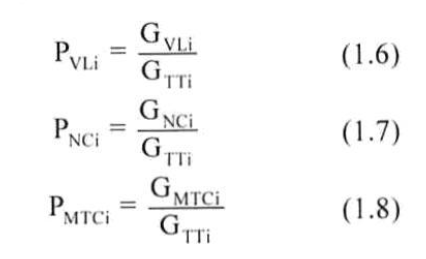 P_VLi = G_VLi / G_TTi (1.6)
P_NCi = G_NCi / G_TTi (1.7)
P_MTCi = G_MTCi / G_TTi (1.8)